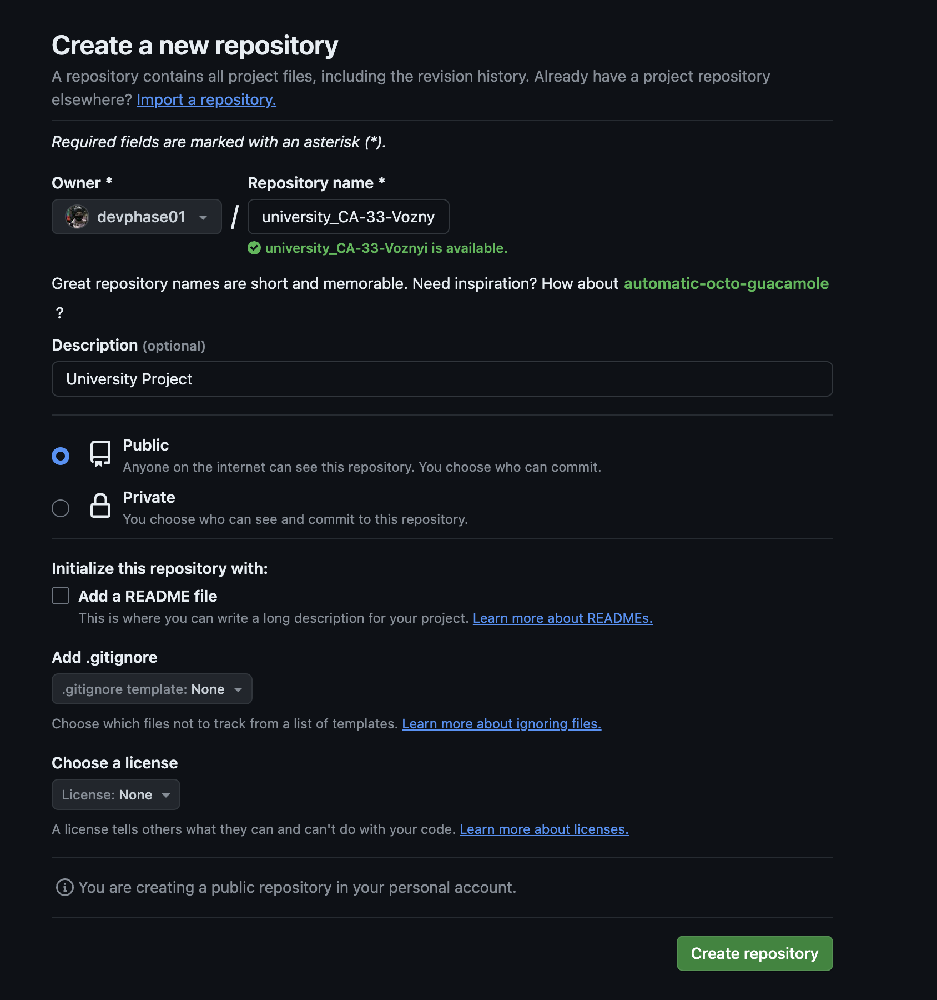 Create a new repository
A repository contains all project files, including the revision history. Already have a project repository
elsewhere? Import a repository.
Required fields are marked with an asterisk (*).
Owner *
Repository name *
devphase01
/
university_CA-33-Vozny
university_CA-33-Voznyi is available.
Great repository names are short and memorable. Need inspiration? How about automatic-octo-guacamole
?
Description (optional)
University Project
Public
Anyone on the internet can see this repository. You choose who can commit.
Private
You choose who can see and commit to this repository.
Initialize this repository with:
Add a README file
This is where you can write a long description for your project. Learn more about READMEs.
Add .gitignore
.gitignore template: None
Choose which files not to track from a list of templates. Learn more about ignoring files.
Choose a license
License: None
A license tells others what they can and can't do with your code. Learn more about licenses.
You are creating a public repository in your personal account.
Create repository